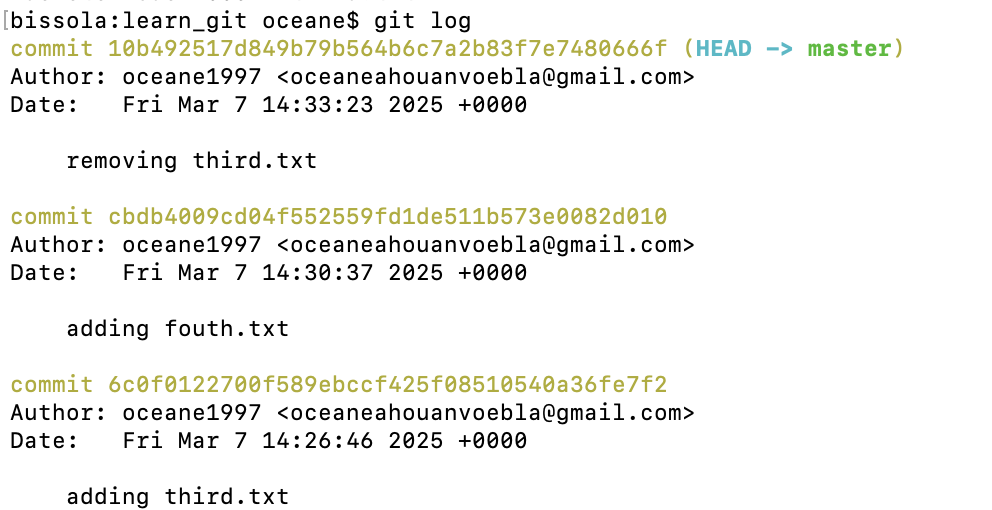 [bissola:learn_git oceane$ git log
commit 10b492517d849b79b564b6c7a2b83f7e7480666f (HEAD -> master)
Author: oceane1997 <oceaneahouanvoebla@gmail.com>
Date:   Fri Mar 7 14:33:23 2025 +0000
    removing third.txt
commit cbdb4009cd04f552559fd1de511b573e0082d010
Author: oceane1997 <oceaneahouanvoebla@gmail.com>
Date:   Fri Mar 7 14:30:37 2025 +0000
    adding fouth.txt
commit 6c0f0122700f589ebccf425f08510540a36fe7f2
Author: oceane1997 <oceaneahouanvoebla@gmail.com>
Date:   Fri Mar 7 14:26:46 2025 +0000
    adding third.txt